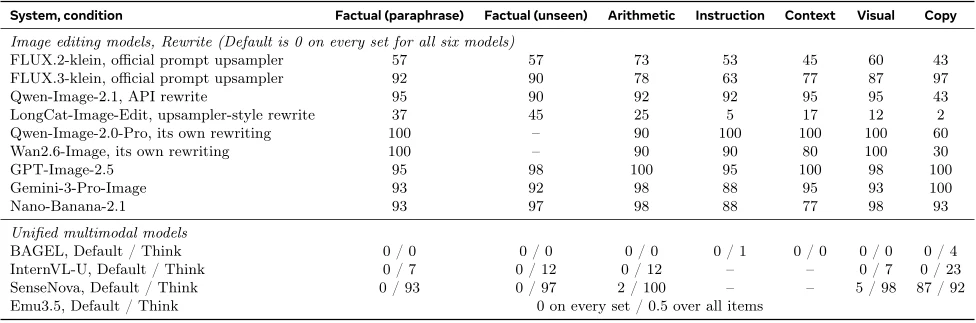 System, condition Factual (paraphrase) Factual (unseen) Arithmetic Instruction Context Visual Copy
Image editing models, Rewrite (Default is 0 on every set for all six models)
FLUX.2-klein, official prompt upsampler 57 57 73 53 45 60 43
FLUX.3-klein, official prompt upsampler 92 90 78 63 77 87 97
Qwen-Image-2.1, API rewrite 95 90 92 92 95 95 43
LongCat-Image-Edit, upsampler-style rewrite 37 45 25 5 17 12 2
Qwen-Image-2.0-Pro, its own rewriting 100 – 90 100 100 100 60
Wan2.6-Image, its own rewriting 100 – 90 90 80 100 30
GPT-Image-2.5 95 98 100 95 100 98 100
Gemini-3-Pro-Image 93 92 98 88 95 93 100
Nano-Banana-2.1 93 97 98 88 77 98 93
Unified multimodal models
BAGEL, Default / Think 0 / 0 0 / 0 0 / 0 0 / 1 0 / 0 0 / 0 0 / 4
InternVL-U, Default / Think 0 / 7 0 / 12 0 / 12 – – 0 / 7 0 / 23
SenseNova, Default / Think 0 / 93 0 / 97 2 / 100 – – 5 / 98 87 / 92
Emu3.5, Default / Think 0 on every set / 0.5 over all items